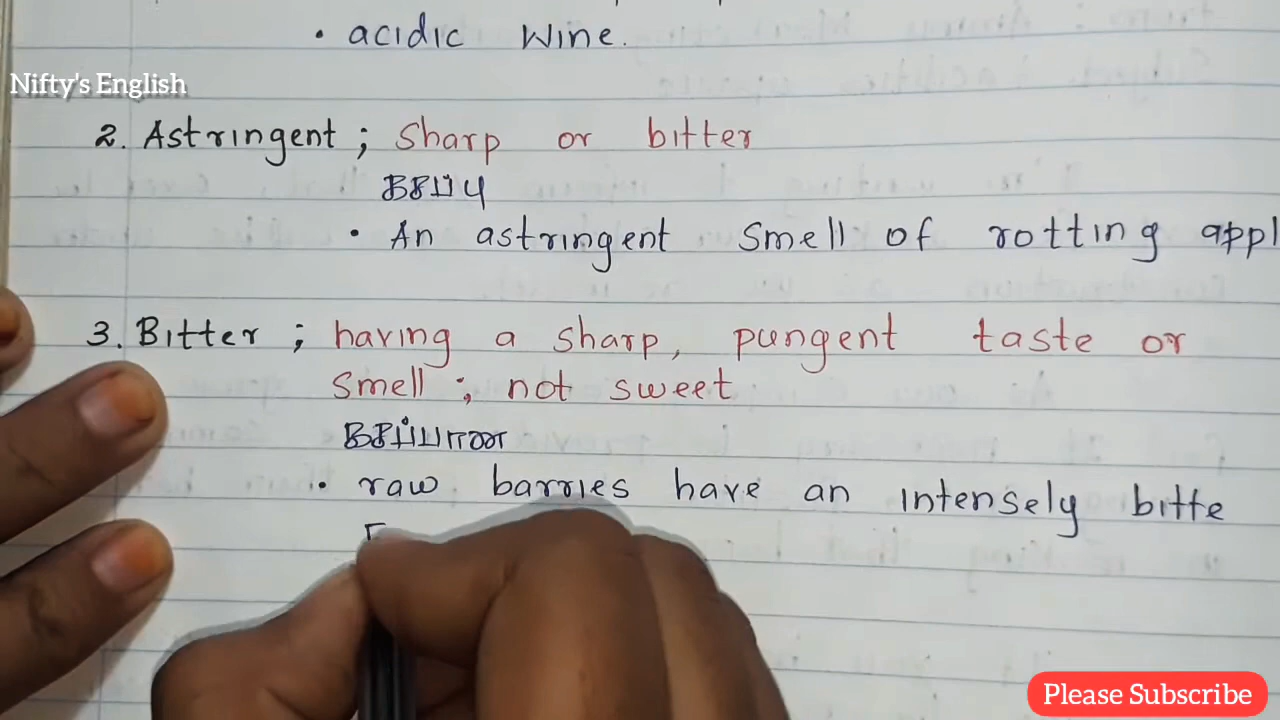 • acidic wine.
Nifty's English
2. Astringent ; Sharp or bitter
கசப்பு
• An astringent smell of rotting appl
3. Bitter ; having a sharp, pungent taste or
smell ; not sweet
கசப்பான
• raw barries have an intensely bitte
Please Subscribe